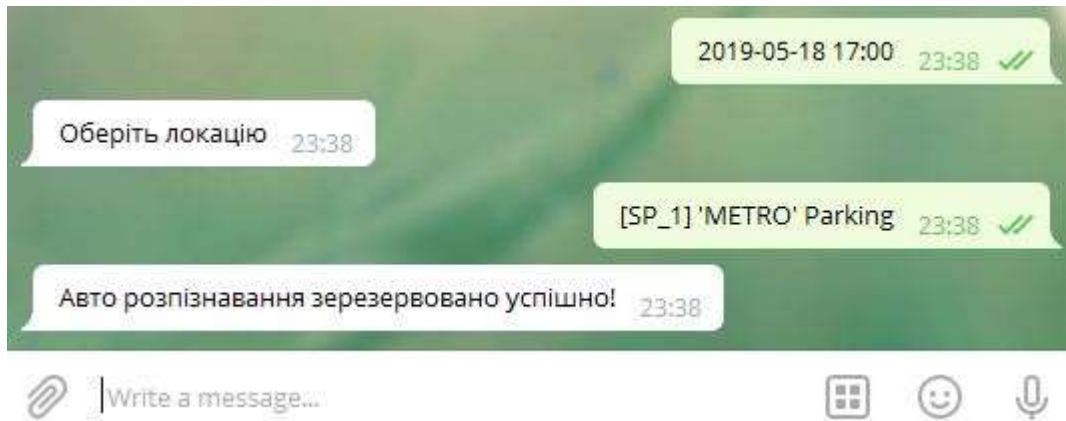 2019-05-18 17:00 23:38
Оберіть локацію 23:38
[SP_1] 'METRO' Parking 23:38
Авто розпізнавання зерезервовано успішно! 23:38
Write a message...